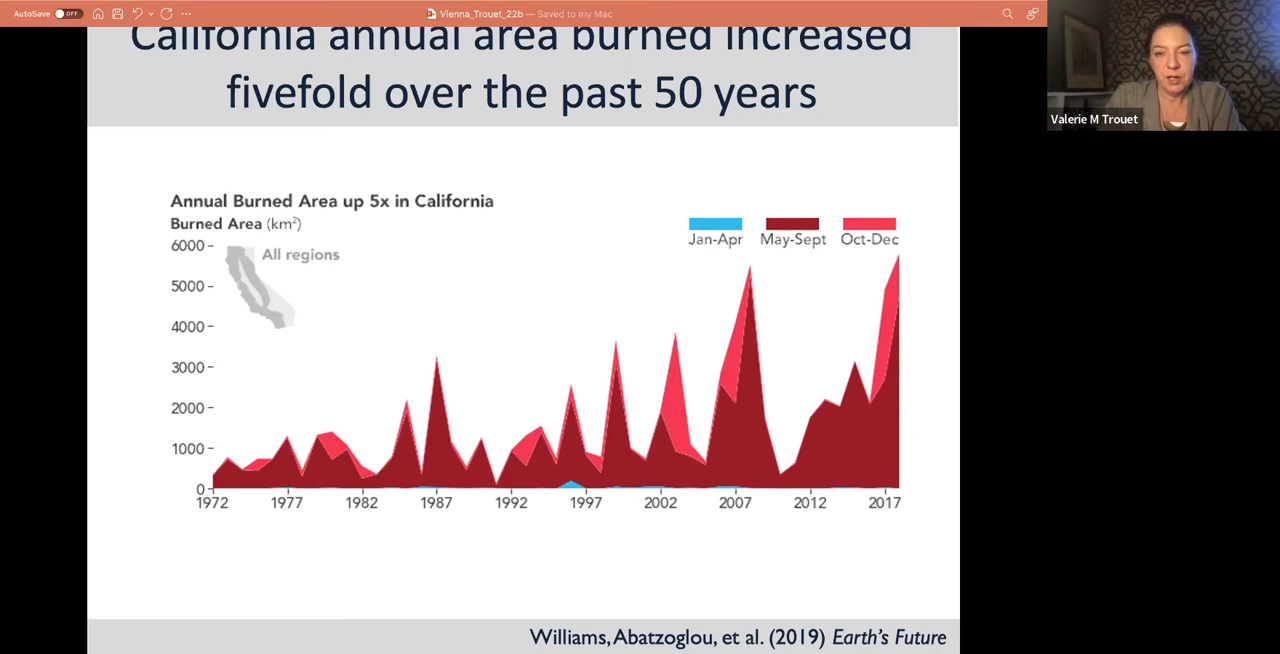 AutoSave OFF
Vienna_Trouet_22b — Saved to my Mac
California annual area burned increased
fivefold over the past 50 years
Valerie M Trouet
Annual Burned Area up 5x in California
Burned Area (km²)
Jan-Apr May-Sept Oct-Dec
All regions
6000
5000
4000
3000
2000
1000
0
1972 1977 1982 1987 1992 1997 2002 2007 2012 2017
Williams, Abatzoglou, et al. (2019) Earth's Future